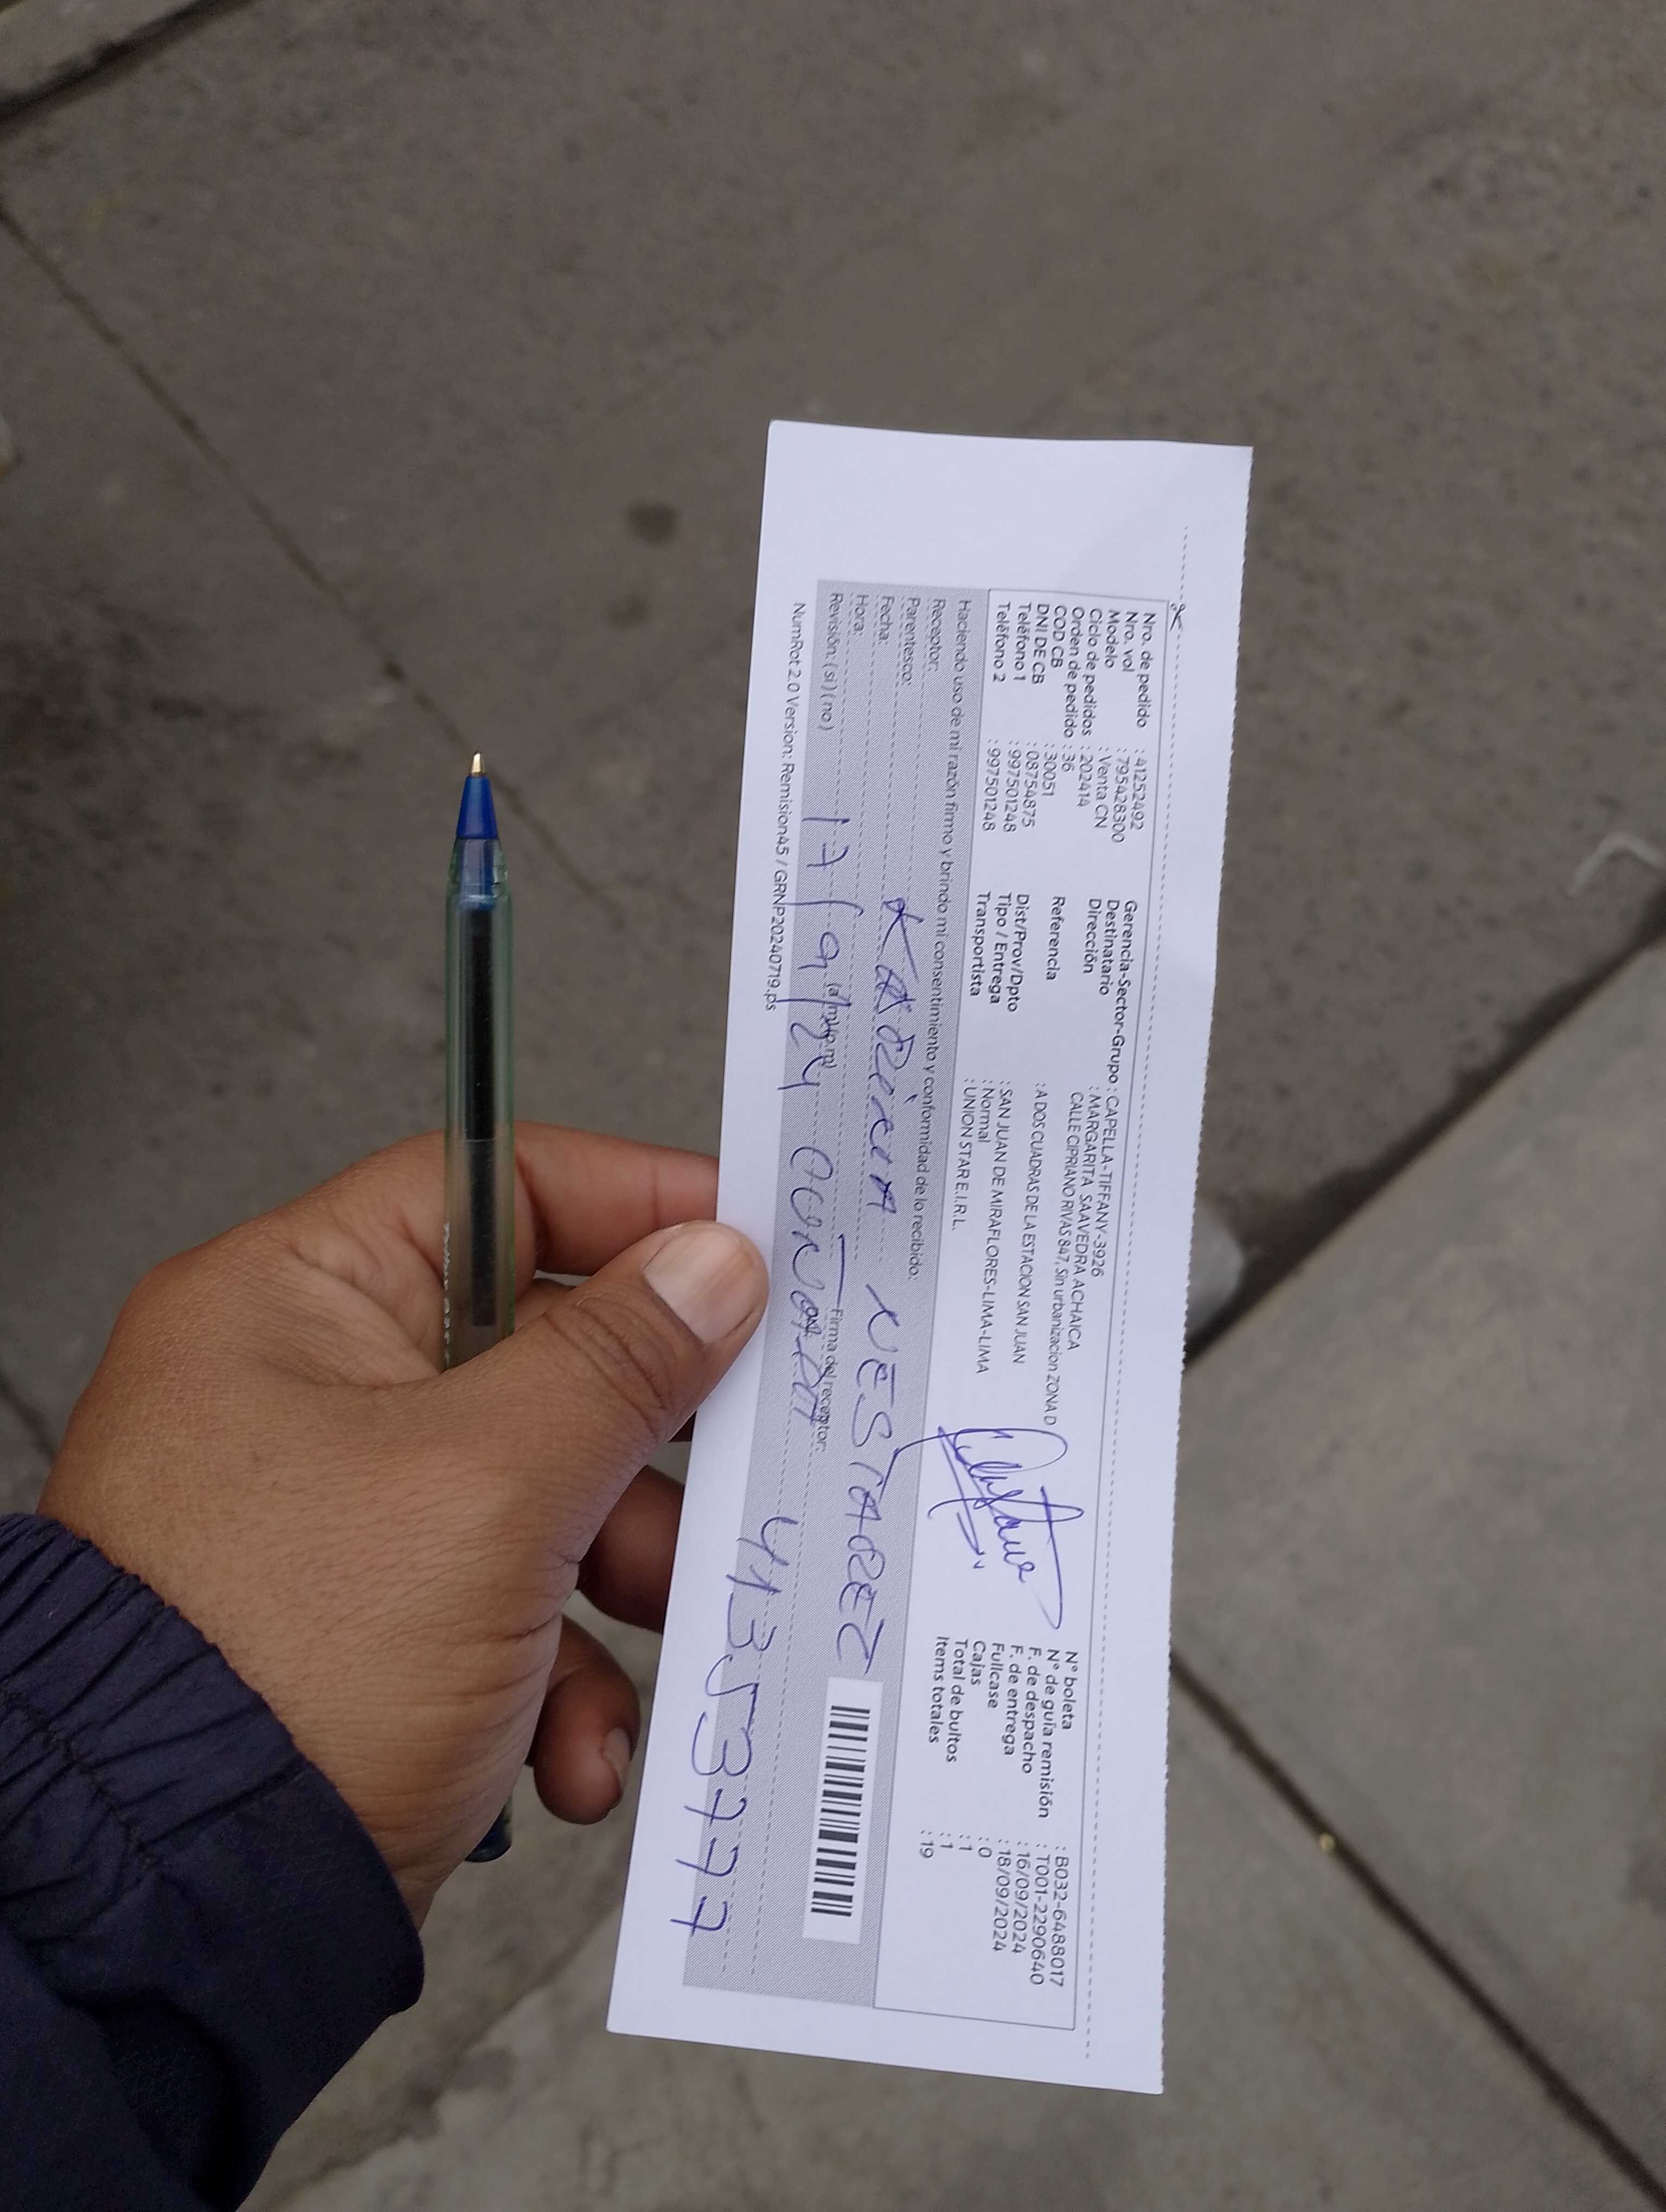 Nro. de pedido : 41252492
Nro. vol : 795428300
Modelo : Venta CN
Ciclo de pedidos : 202414
Orden de pedido : 36
COD CB : 30051
DNI DE CB : 08754875
Teléfono 1 : 997501248
Teléfono 2 : 997501248
Gerencia-Sector-Grupo : CAPELLA-TIFFANY-3926
Destinatario : MARGARITA SAAVEDRA ACHAICA
Dirección CALLE CIPRIANO RIVAS 847, Sin urbanizacion ZONA D
Referencia : A DOS CUADRAS DE LA ESTACION SAN JUAN
Dist/Prov/Dpto : SAN JUAN DE MIRAFLORES-LIMA-LIMA
Tipo / Entrega : Normal
Transportista : UNION STAR E.I.R.L.
N° boleta : B032-6488017
N° de guía remisión : T001-2290640
F. de despacho : 16/09/2024
F. de entrega : 18/09/2024
Fullcase : 0
Cajas : 1
Total de bultos : 1
Items totales : 19
Haciendo uso de mi razón firmo y brindo mi consentimiento y conformidad de lo recibido:
Receptor:
Parentesco:
Fecha:
Hora: (a/m)(p.m)
Revisión: (si) (no)
NESTAREZ
17/9/24
41353777
Firma del receptor:
NumRot 2.0 Version: Remision45 / GRNP20240719.ps